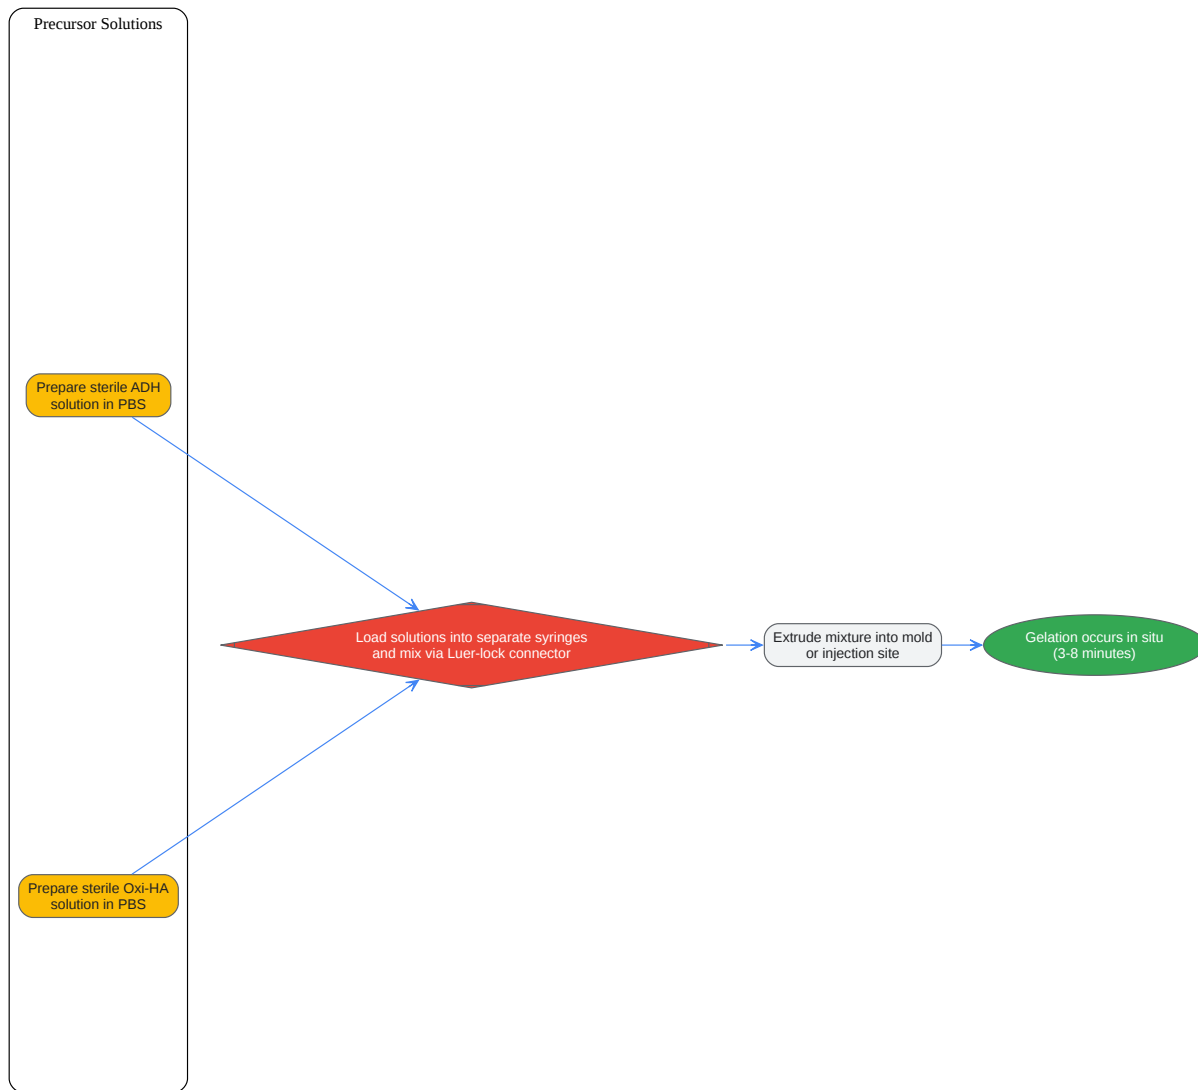 Precursor Solutions
Prepare sterile ADH
solution in PBS
Load solutions into separate syringes
and mix via Luer-lock connector
Extrude mixture into mold
or injection site
Gelation occurs in situ
(3-8 minutes)
Prepare sterile Oxi-HA
solution in PBS